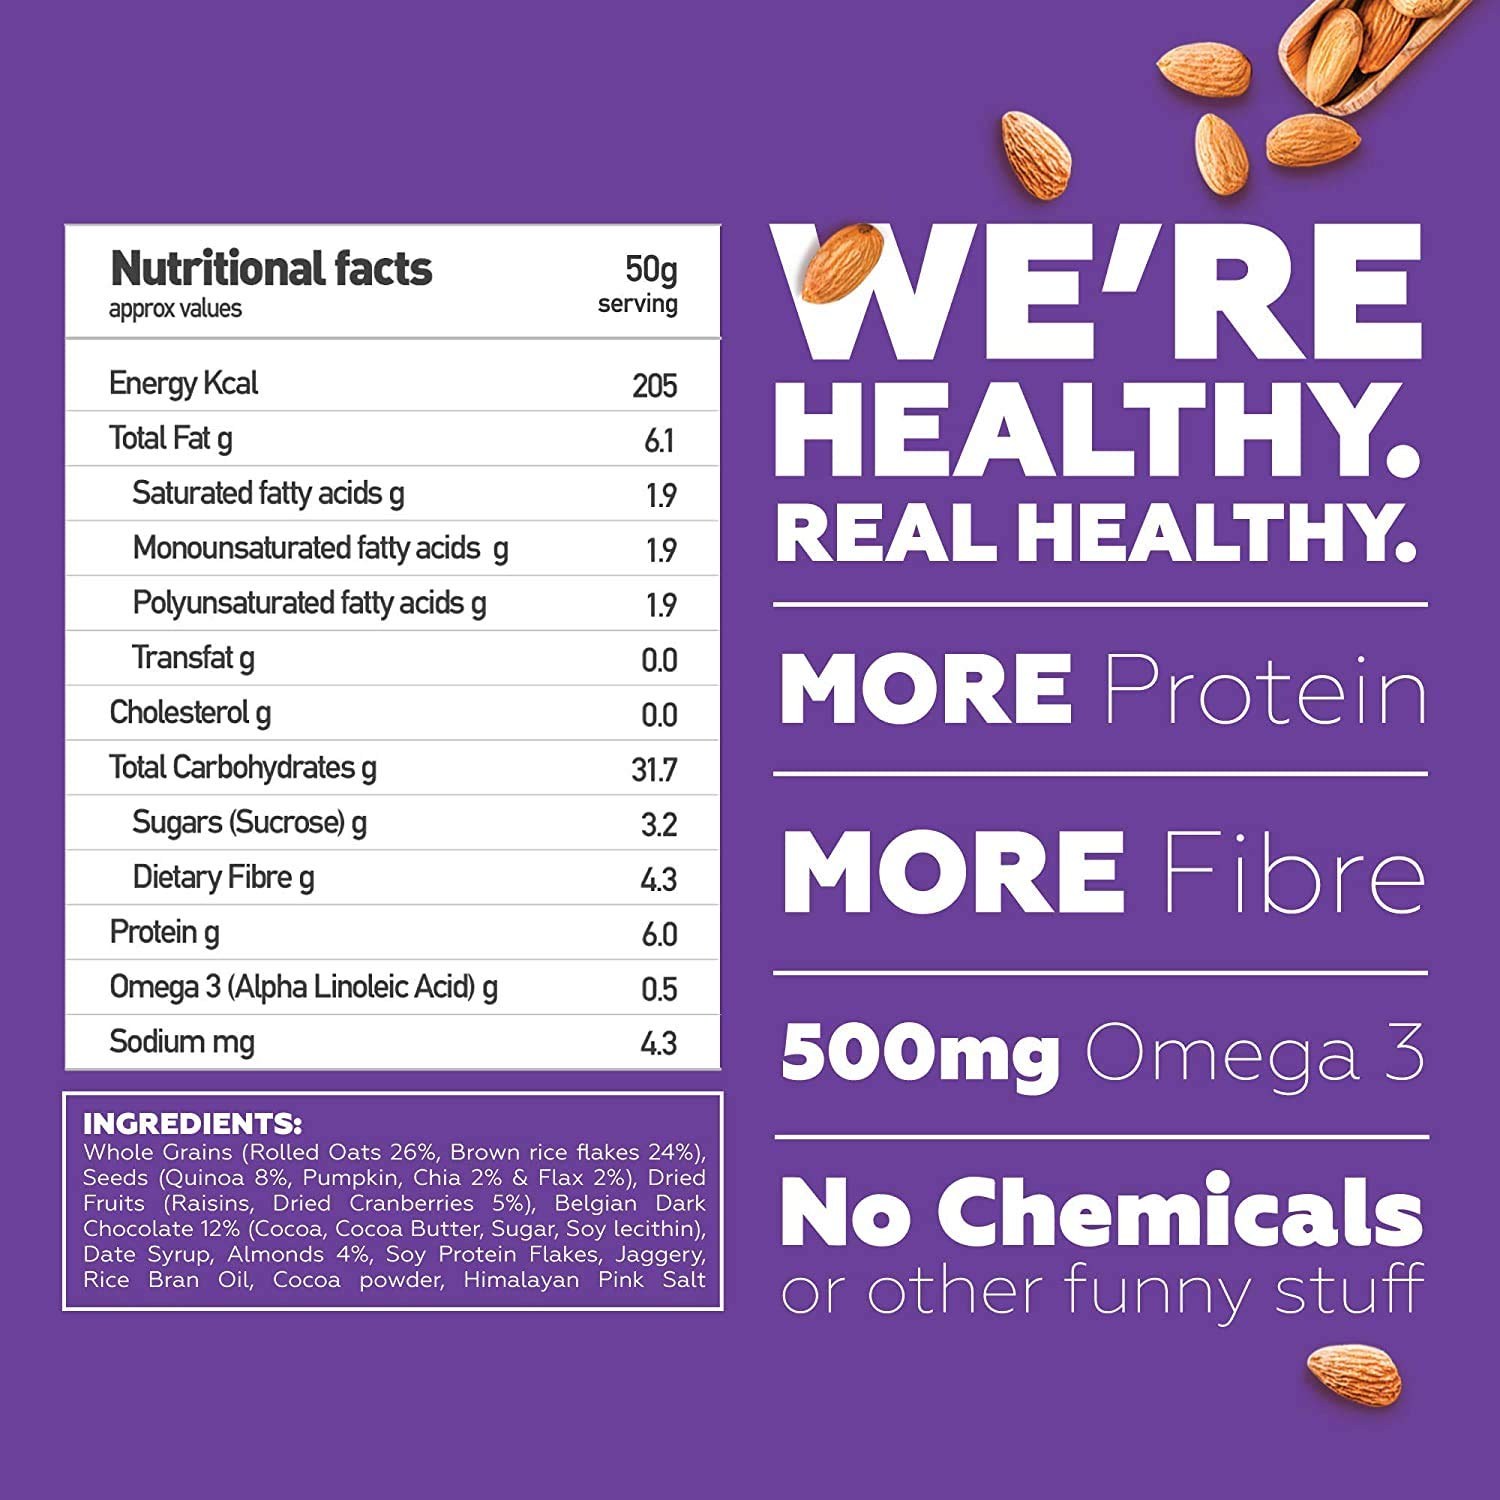 Nutritional facts 50g
approx values serving
Energy Kcal 205
Total Fat g 6.1
Saturated fatty acids g 1.9
Monounsaturated fatty acids g 1.9
Polyunsaturated fatty acids g 1.9
Transfat g 0.0
Cholesterol g 0.0
Total Carbohydrates g 31.7
Sugars (Sucrose) g 3.2
Dietary Fibre g 4.3
Protein g 6.0
Omega 3 (Alpha Linoleic Acid) g 0.5
Sodium mg 4.3
INGREDIENTS:
Whole Grains (Rolled Oats 26%, Brown rice flakes 24%),
Seeds (Quinoa 8%, Pumpkin, Chia 2% & Flax 2%), Dried
Fruits (Raisins, Dried Cranberries 5%), Belgian Dark
Chocolate 12% (Cocoa, Cocoa Butter, Sugar, Soy lecithin),
Date Syrup, Almonds 4%, Soy Protein Flakes, Jaggery,
Rice Bran Oil, Cocoa powder, Himalayan Pink Salt
WE'RE
HEALTHY.
REAL HEALTHY.
MORE Protein
MORE Fibre
500mg Omega 3
No Chemicals
or other funny stuff